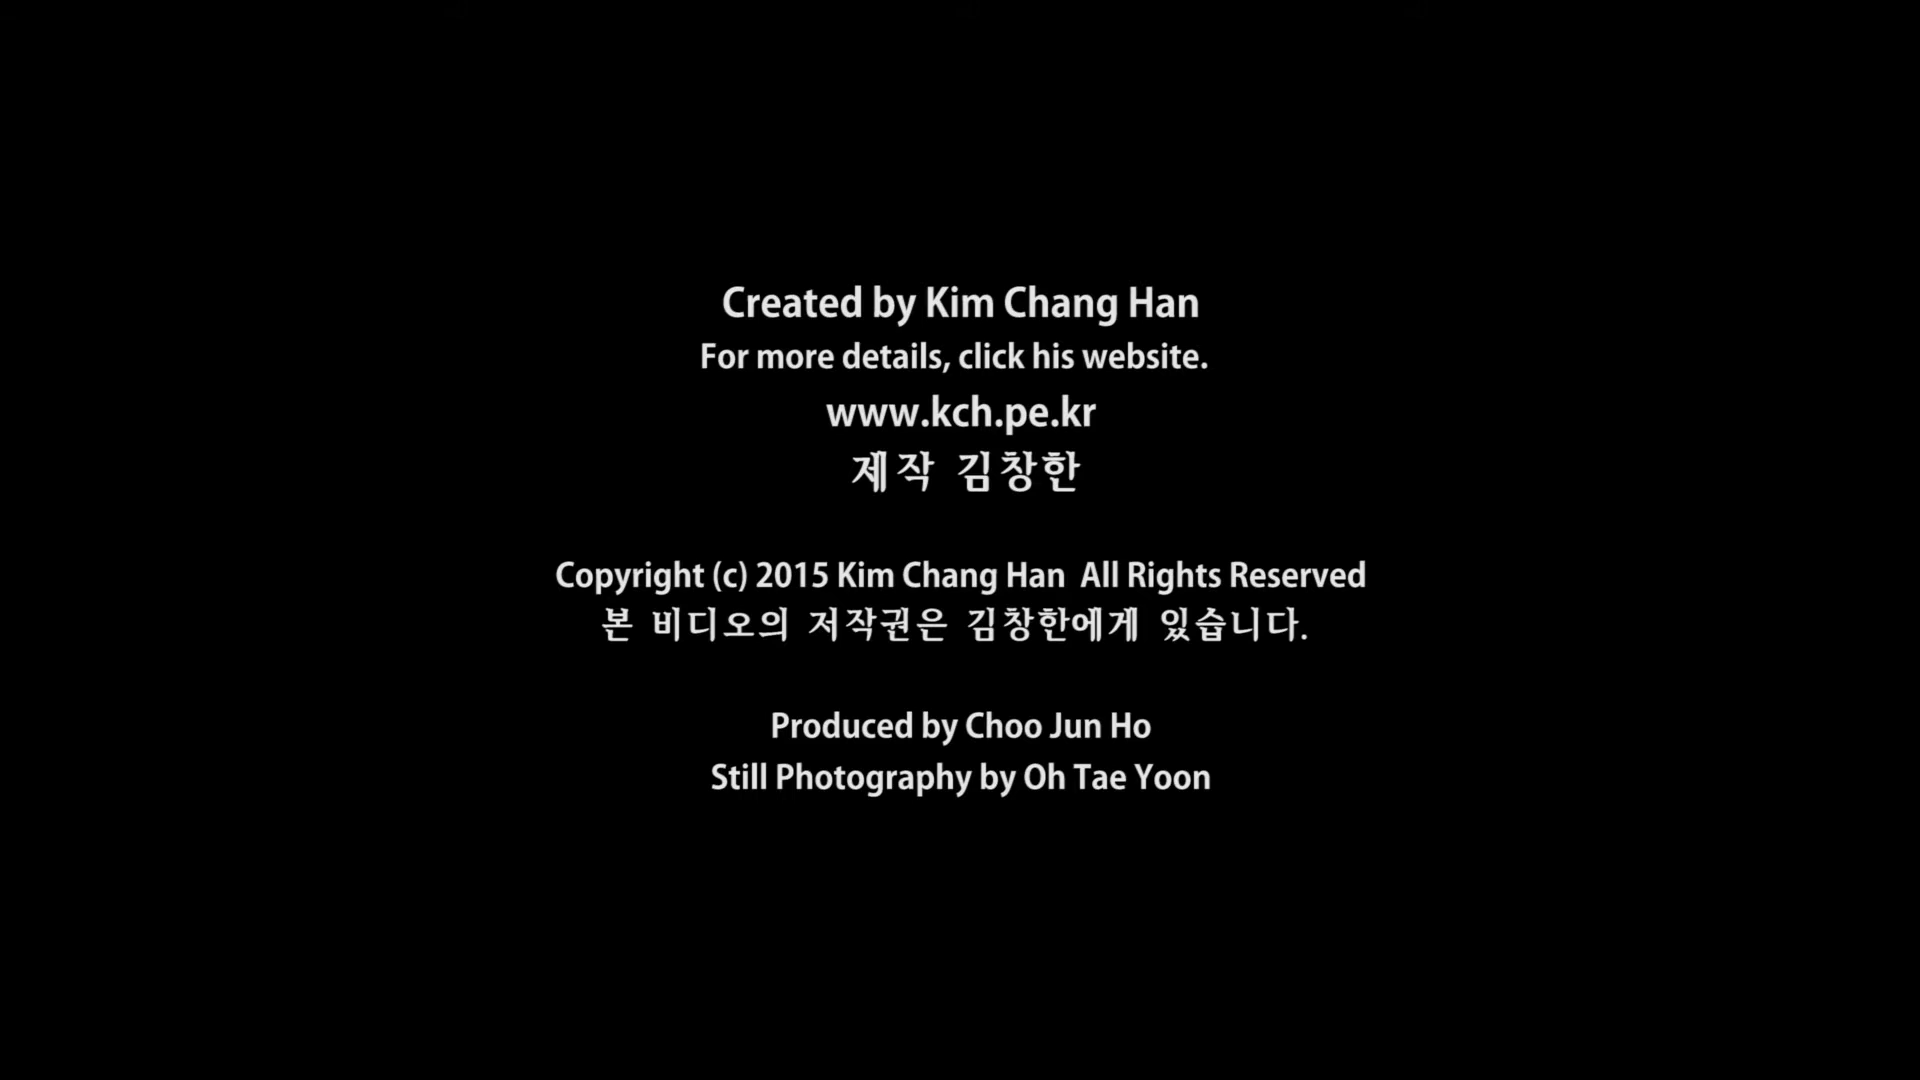 Created by Kim Chang Han
For more details, click his website.
www.kch.pe.kr
제작 김창한
Copyright (c) 2015 Kim Chang Han  All Rights Reserved
본 비디오의 저작권은 김창한에게 있습니다.
Produced by Choo Jun Ho
Still Photography by Oh Tae Yoon